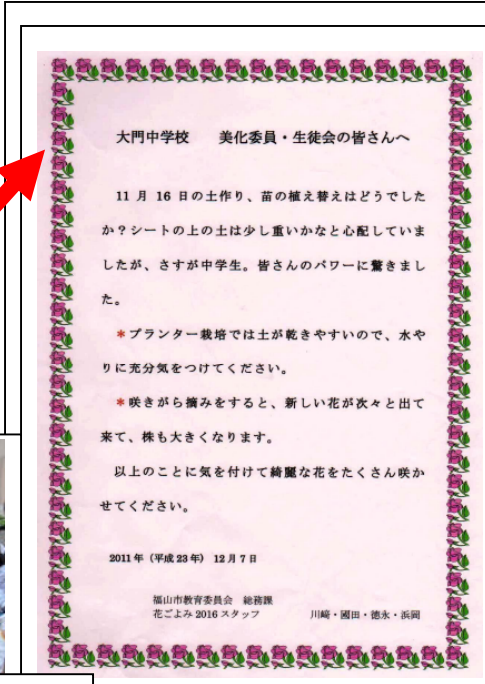 大門中学校　　美化委員・生徒会の皆さんへ
　11 月 16 日の土作り、苗の植え替えはどうでした
か？シートの上の土は少し重いかなと心配していま
したが、さすが中学生。皆さんのパワーに驚きまし
た。
　＊プランター栽培では土が乾きやすいので、水や
りに充分気をつけてください。
　＊咲きがら摘みをすると、新しい花が次々と出て
来て、株も大きくなります。
　以上のことに気を付けて綺麗な花をたくさん咲か
せてください。
2011年（平成23年）12月7日
福山市教育委員会　総務課
花ごよみ 2016 スタッフ　　川崎・國田・徳永・浜岡